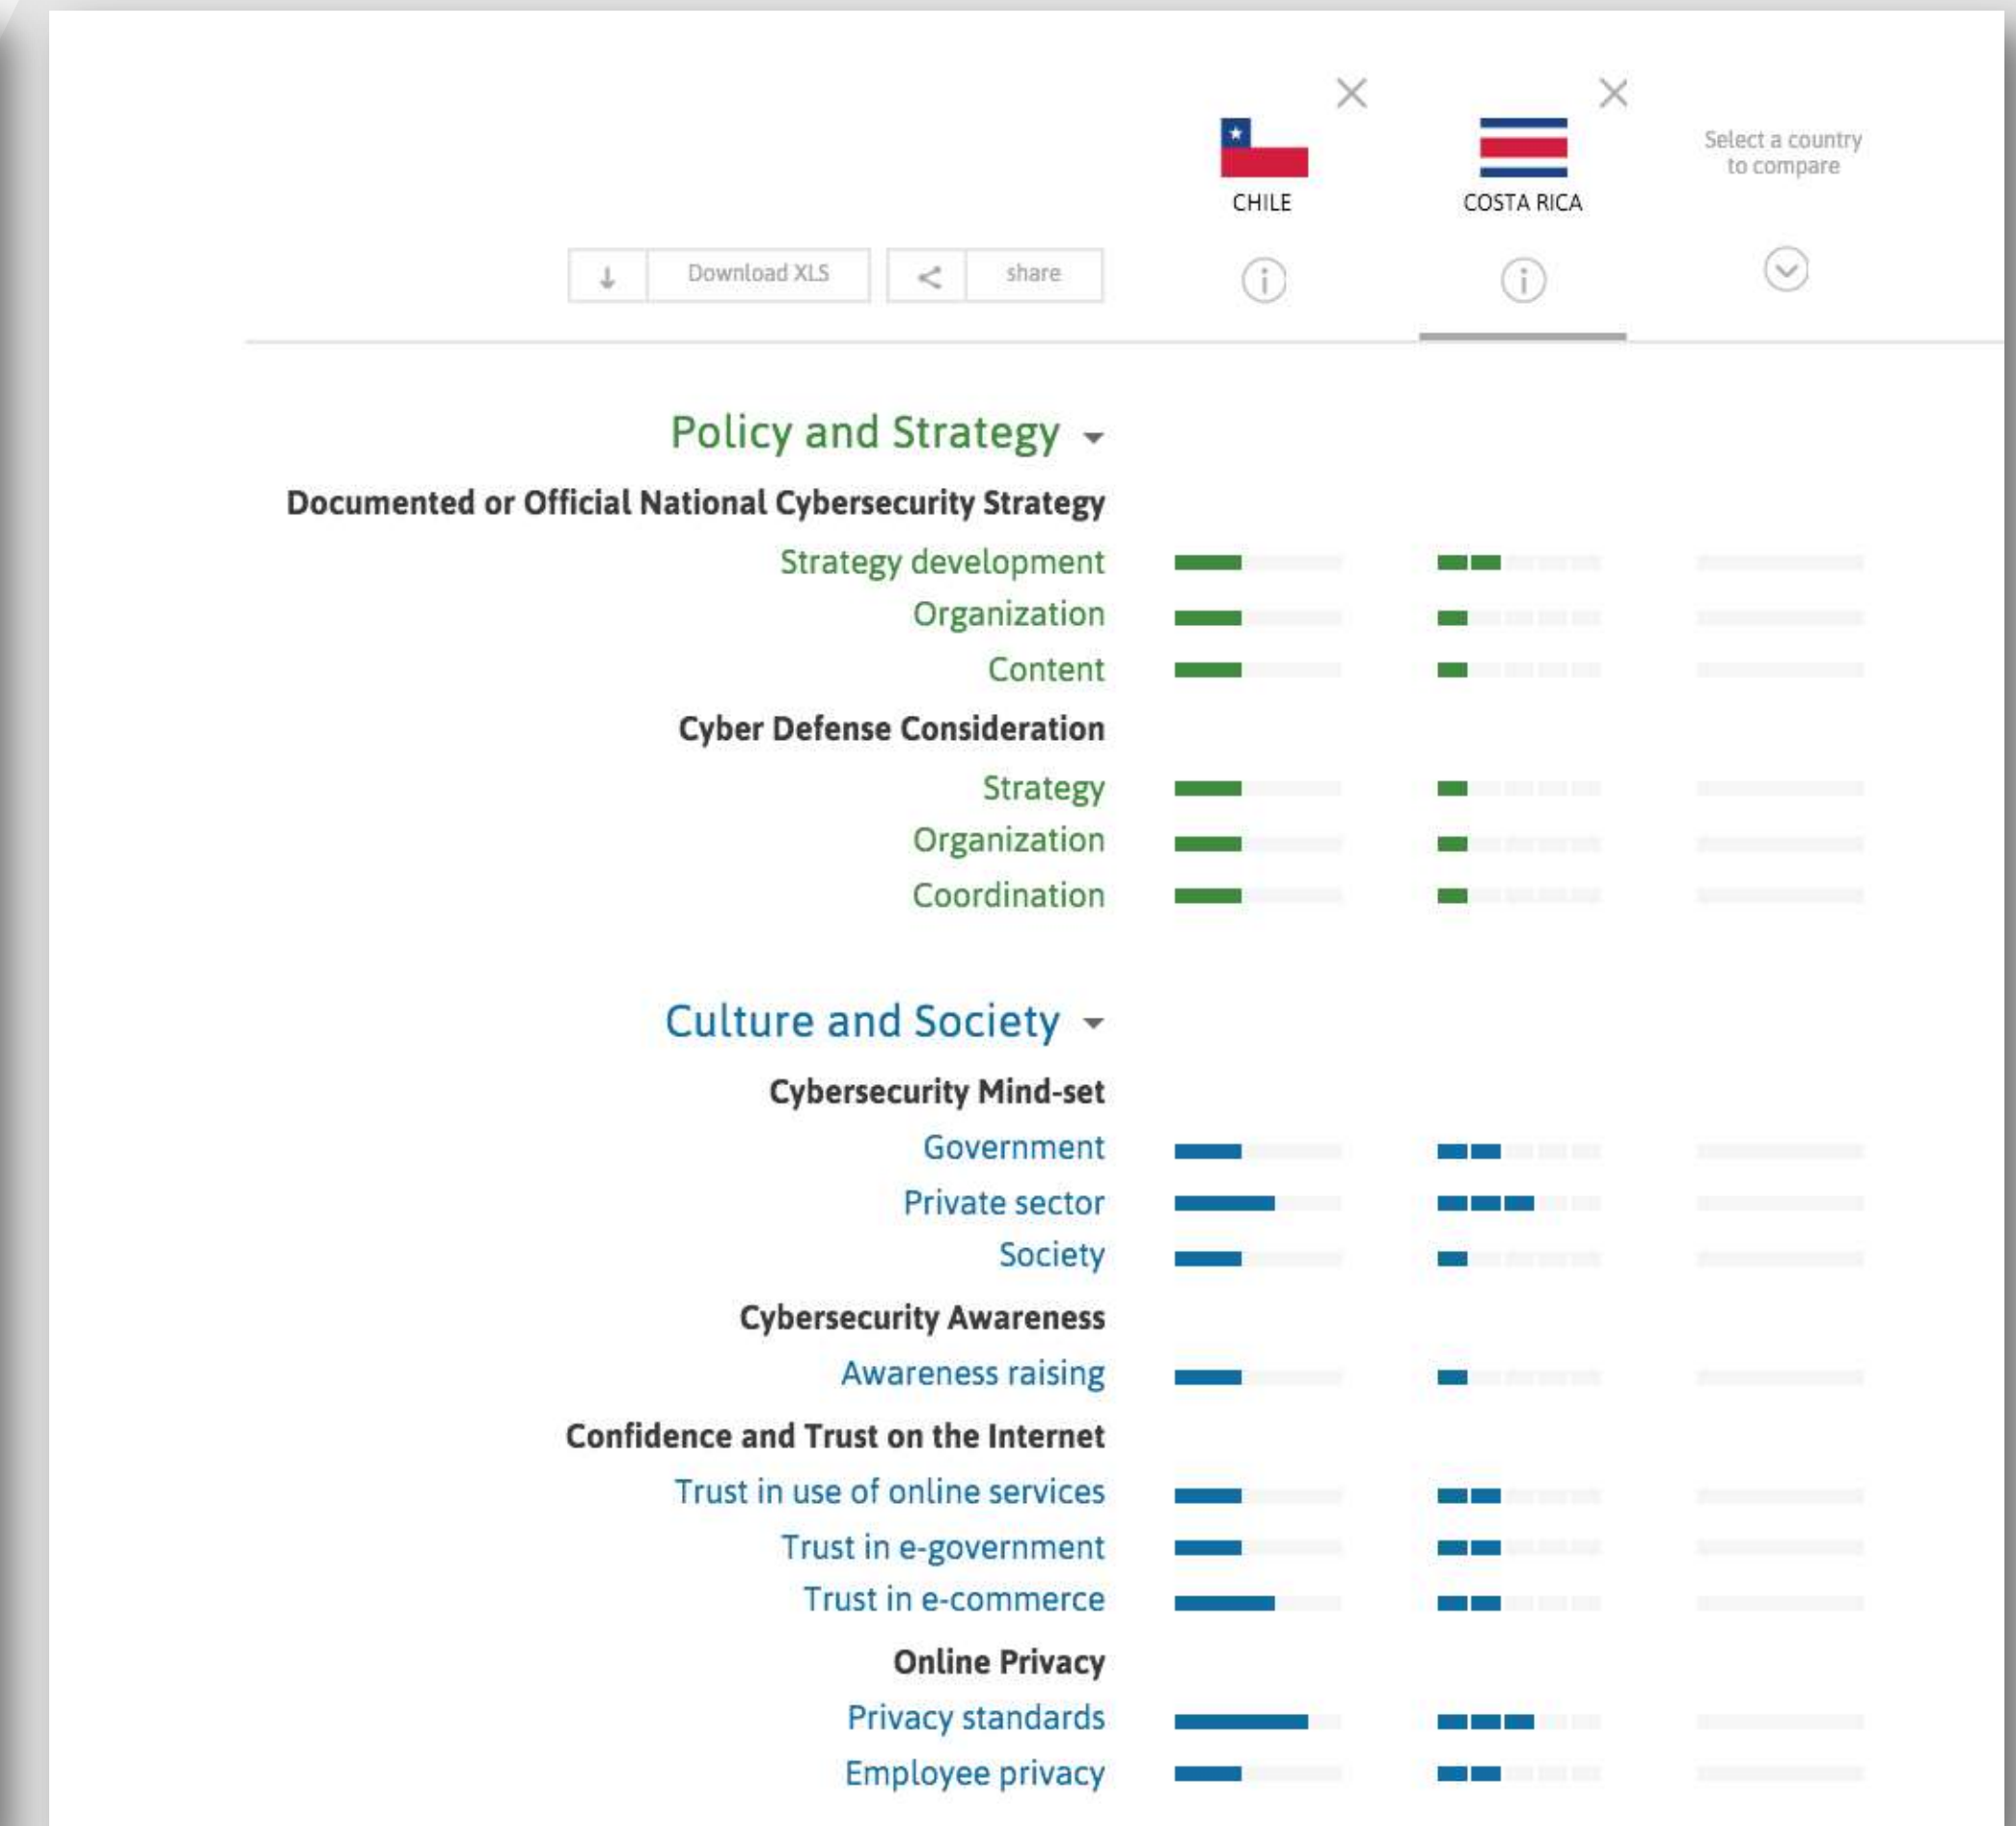 CHILE
COSTA RICA
Select a country
to compare
Download XLS
share
Policy and Strategy
Documented or Official National Cybersecurity Strategy
Strategy development
Organization
Content
Cyber Defense Consideration
Strategy
Organization
Coordination
Culture and Society
Cybersecurity Mind-set
Government
Private sector
Society
Cybersecurity Awareness
Awareness raising
Confidence and Trust on the Internet
Trust in use of online services
Trust in e-government
Trust in e-commerce
Online Privacy
Privacy standards
Employee privacy